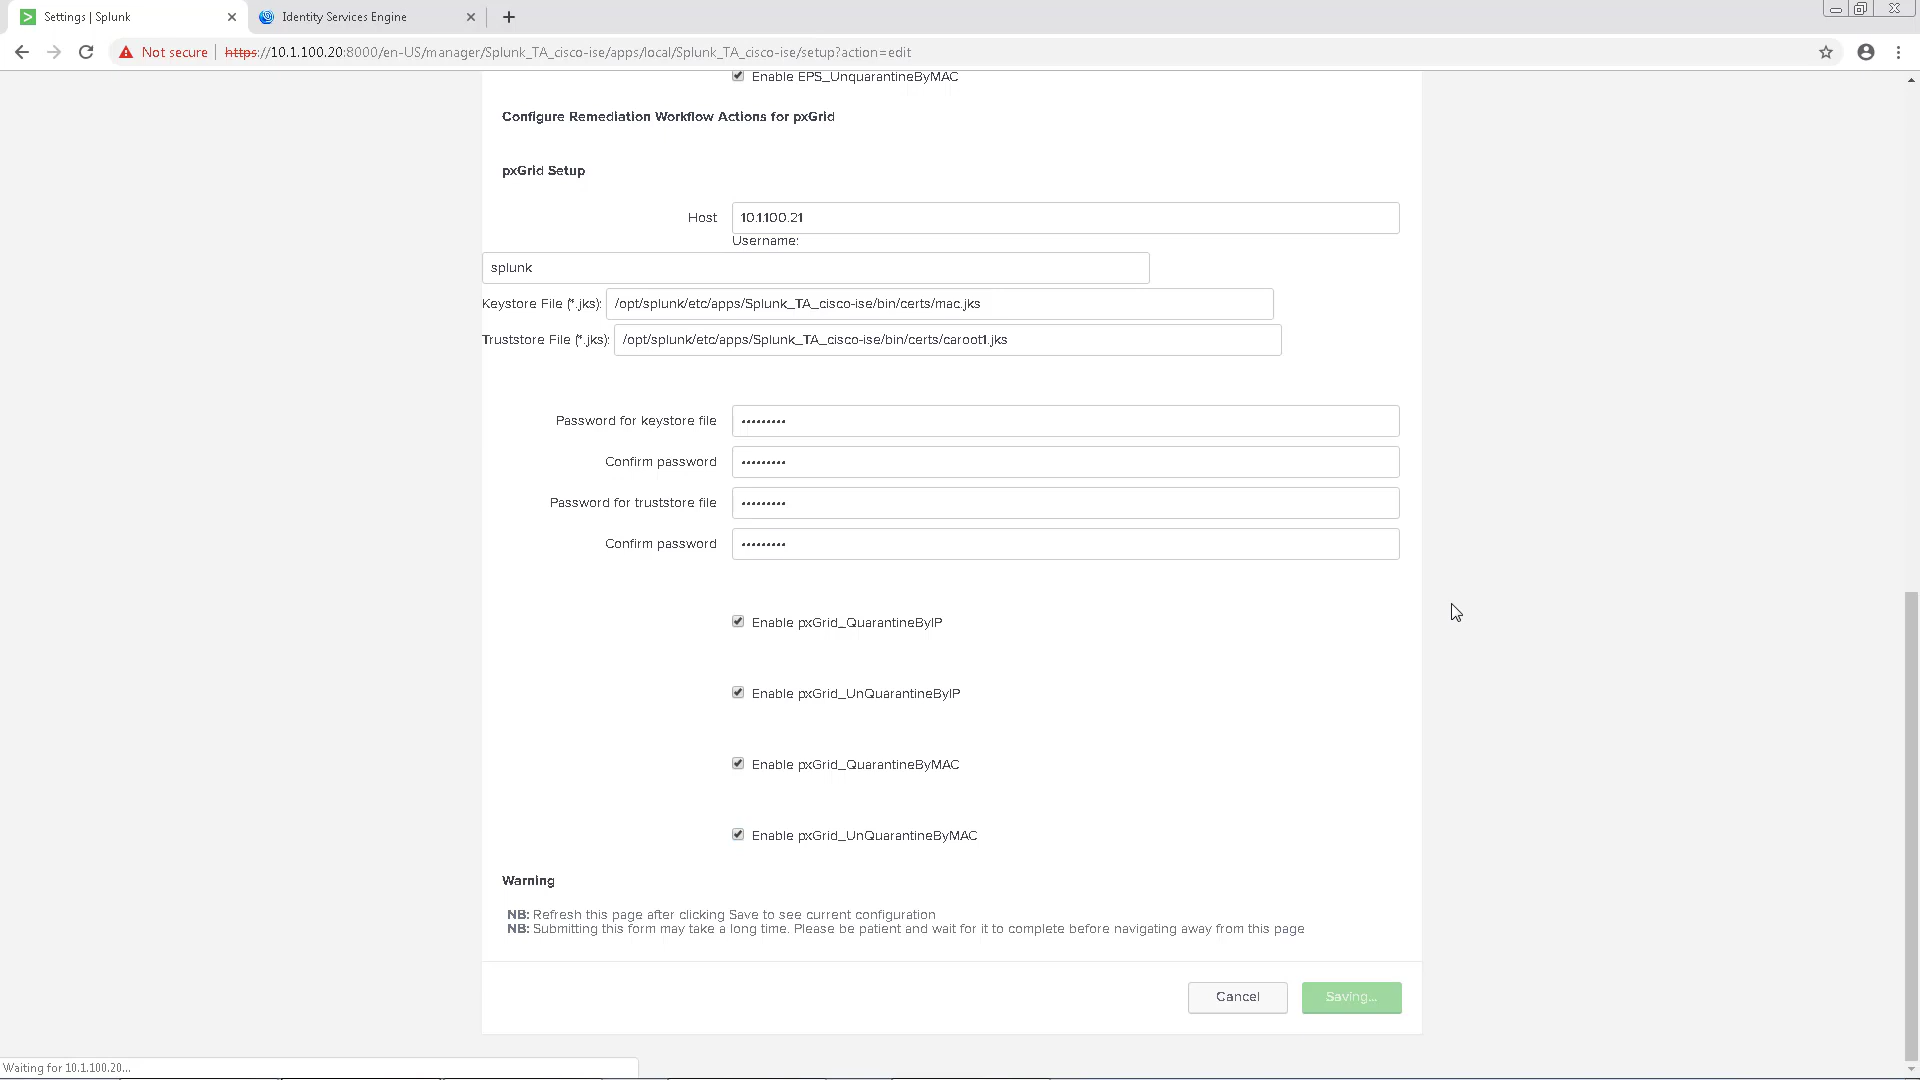 Settings | Splunk
Identity Services Engine
Not secure
https://10.1.100.20:8000/en-US/manager/Splunk_TA_cisco-ise/apps/local/Splunk_TA_cisco-ise/setup?action=edit
Enable EPS_UnquarantineByMAC
Configure Remediation Workflow Actions for pxGrid
pxGrid Setup
Host
10.1.100.21
Username:
splunk
Keystore File (*.jks):
/opt/splunk/etc/apps/Splunk_TA_cisco-ise/bin/certs/mac.jks
Truststore File (*.jks):
/opt/splunk/etc/apps/Splunk_TA_cisco-ise/bin/certs/caroot1.jks
Password for keystore file
•••••••••
Confirm password
•••••••••
Password for truststore file
•••••••••
Confirm password
•••••••••
Enable pxGrid_QuarantineByIP
Enable pxGrid_UnQuarantineByIP
Enable pxGrid_QuarantineByMAC
Enable pxGrid_UnQuarantineByMAC
Warning
NB: Refresh this page after clicking Save to see current configuration
NB: Submitting this form may take a long time. Please be patient and wait for it to complete before navigating away from this page
Cancel
Saving...
Waiting for 10.1.100.20...